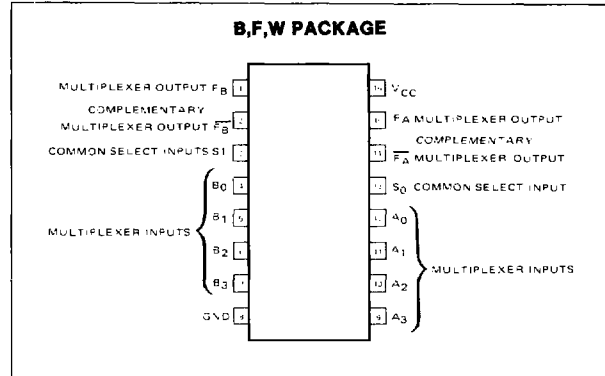 B,F,W PACKAGE
MULTIPLEXER OUTPUT FB 1
COMPLEMENTARY
MULTIPLEXER OUTPUT FB 2
COMMON SELECT INPUTS S1 3
B0 4
B1 5
MULTIPLEXER INPUTS
B2
B3 7
GND 8
16 VCC
15 FA MULTIPLEXER OUTPUT
COMPLEMENTARY
14 FA MULTIPLEXER OUTPUT
13 S0 COMMON SELECT INPUT
12 A0
11 A1
MULTIPLEXER INPUTS
10 A2
9 A3